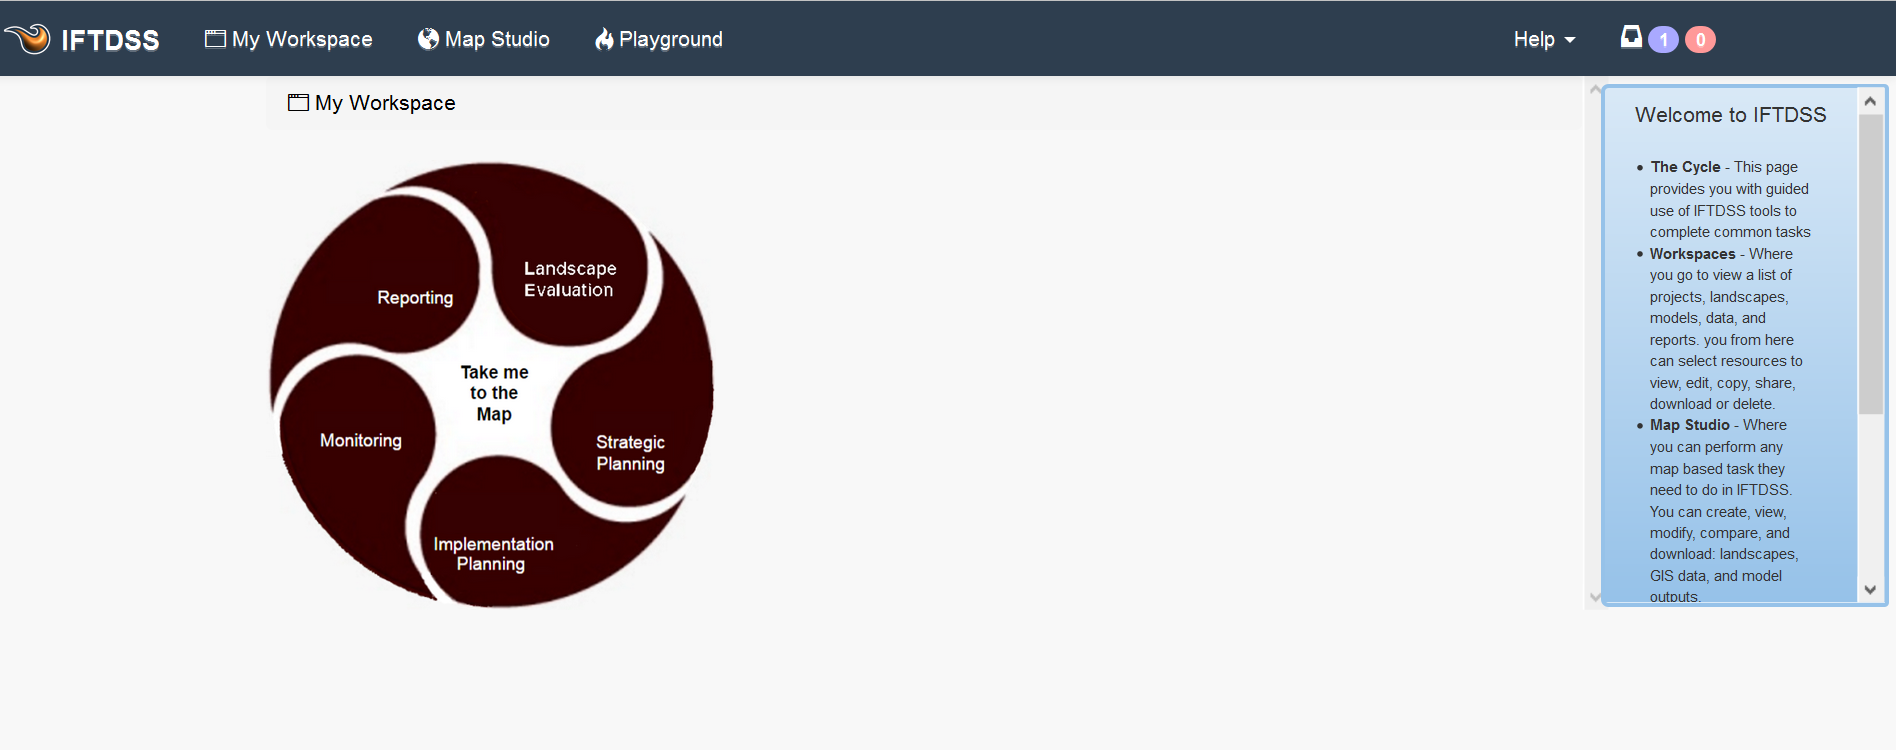 IFTDSS
My Workspace
Map Studio
Playground
Help
1
0
My Workspace
Landscape
Evaluation
Reporting
Take me
to the
Map
Monitoring
Strategic
Planning
Implementation
Planning
Welcome to IFTDSS
• The Cycle - This page
provides you with guided
use of IFTDSS tools to
complete common tasks
• Workspaces - Where
you go to view a list of
projects, landscapes,
models, data, and
reports. you from here
can select resources to
view, edit, copy, share,
download or delete.
• Map Studio - Where
you can perform any
map based task they
need to do in IFTDSS.
You can create, view,
modify, compare, and
download: landscapes,
GIS data, and model
outputs.